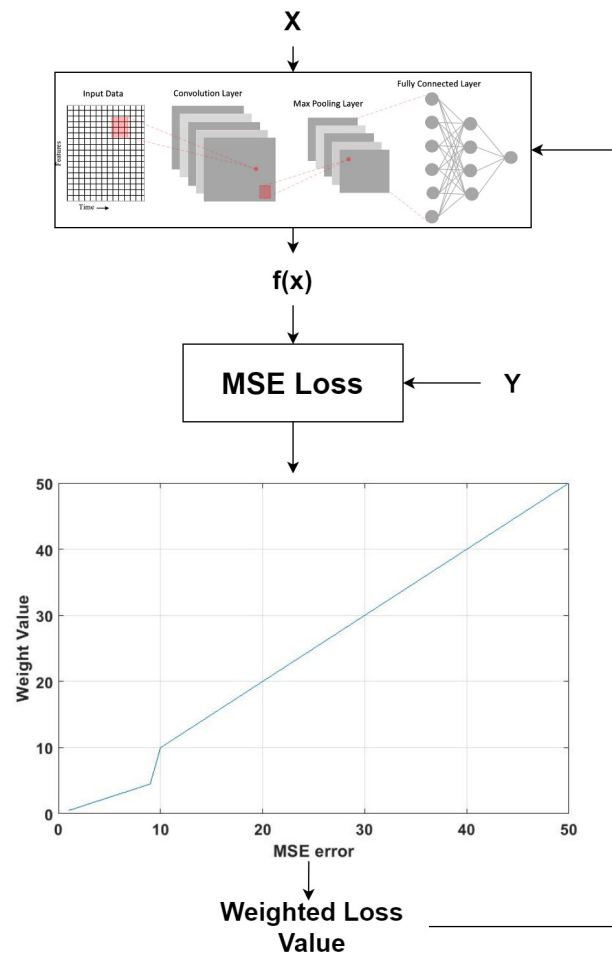 X
Input Data
Convolution Layer
Max Pooling Layer
Fully Connected Layer
Features
Time
f(x)
MSE Loss
Y
50
40
30
20
10
0
Weight Value
0 10 20 30 40 50
MSE error
Weighted Loss
Value